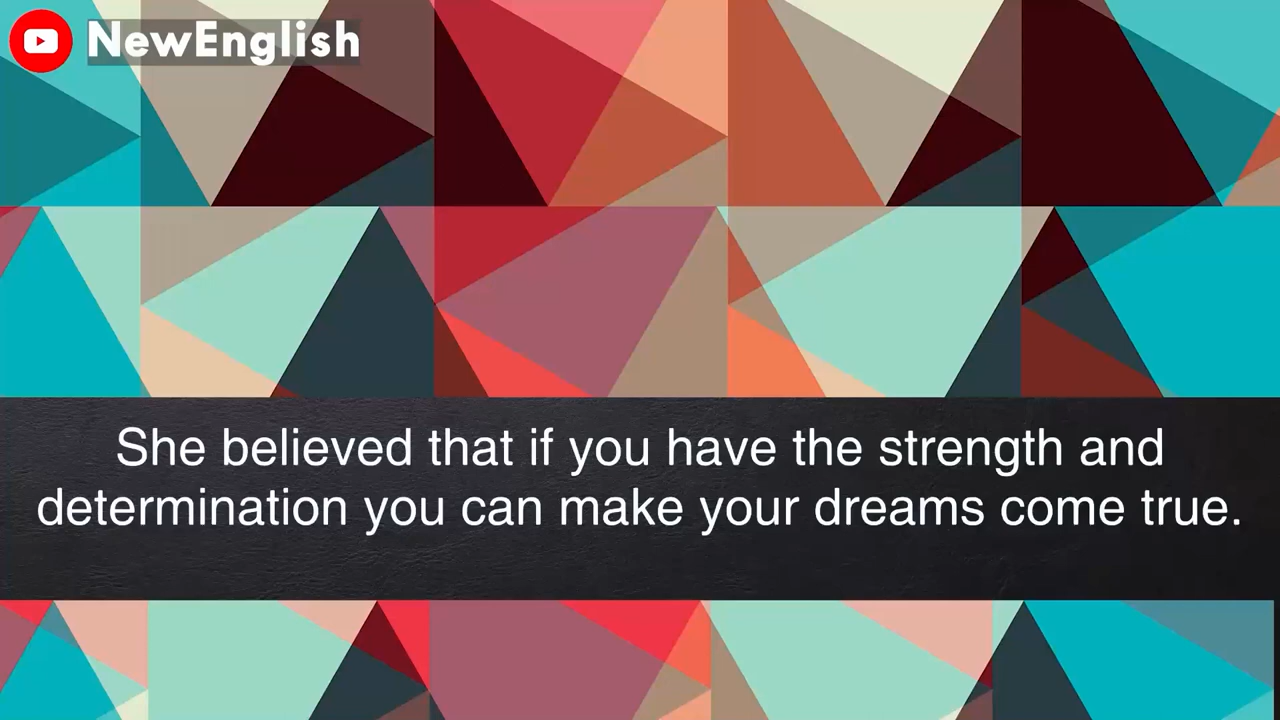 NewEnglish
She believed that if you have the strength and
determination you can make your dreams come true.